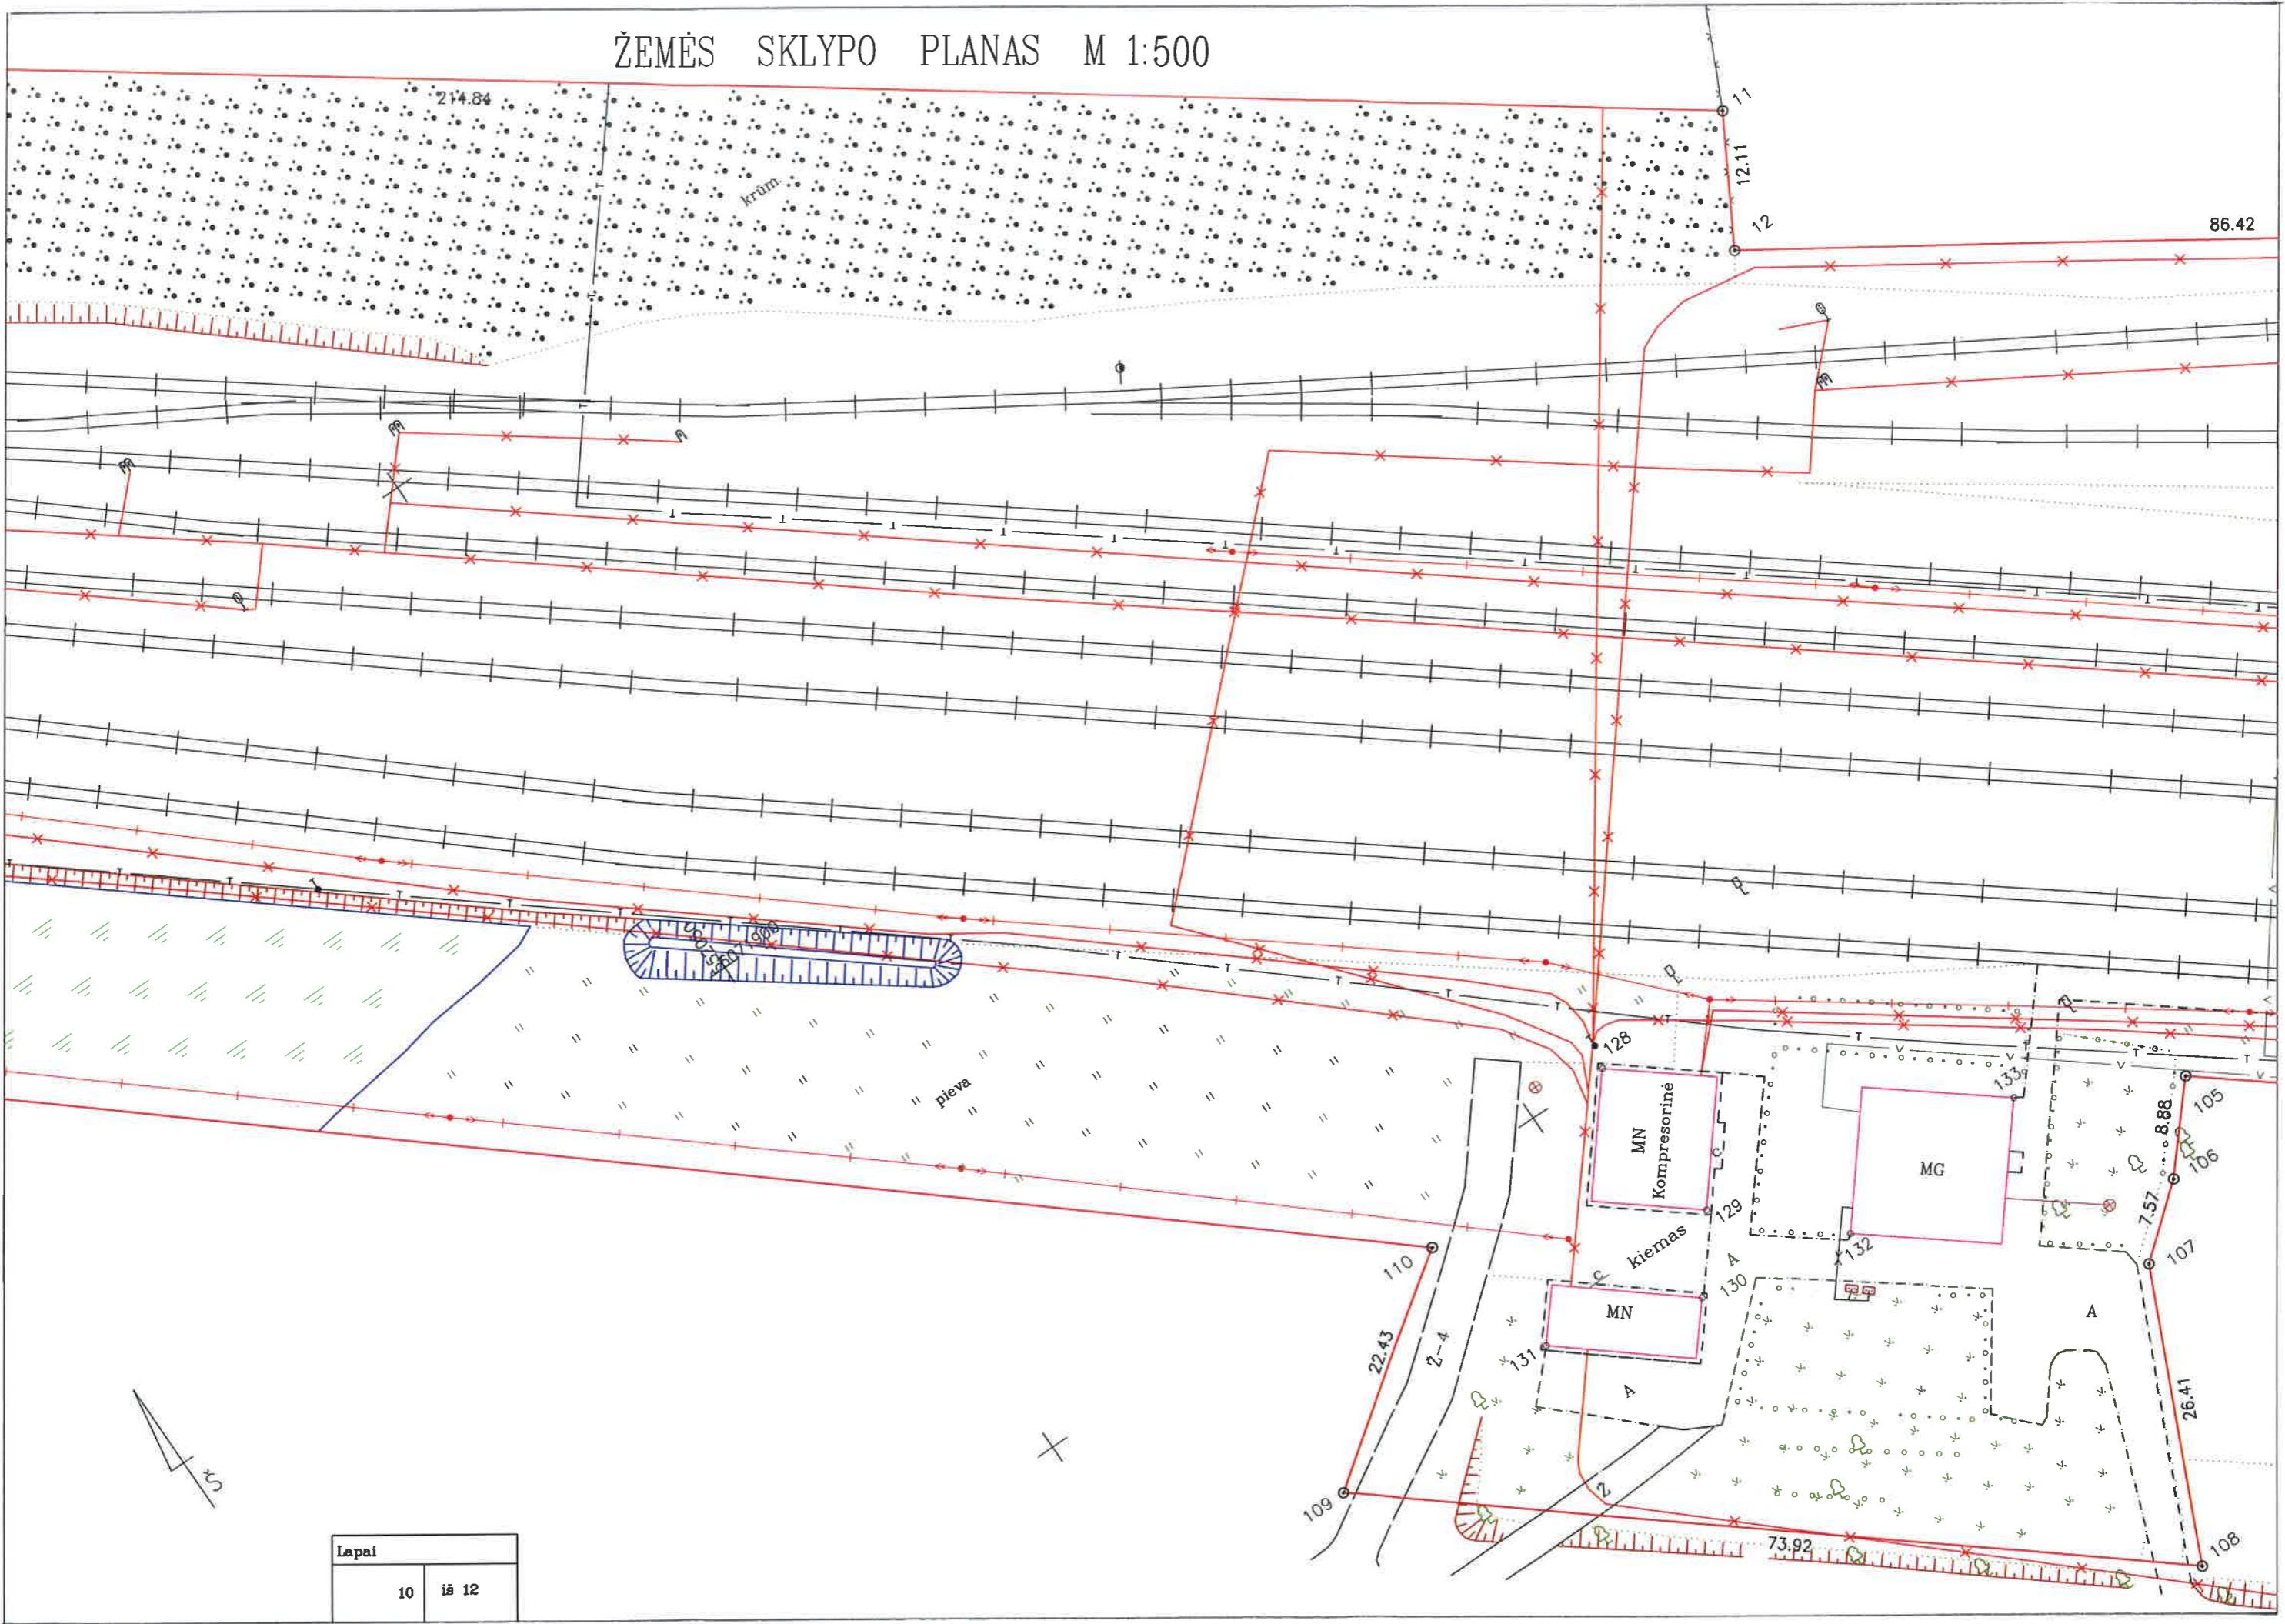 ŽEMĖS SKLYPO PLANAS M 1:500
214.84
11
12.11
krūm.
12
86.42
128
133
105
8.88
MN
Kompresorinė
C
MG
106
pieva
129
7.57
kiemas
A
132
107
110
130
C
MN
A
22.43
Ž-4
131
A
26.41
Š
109
Ž
73.92
108
Lapai
10 iš 12